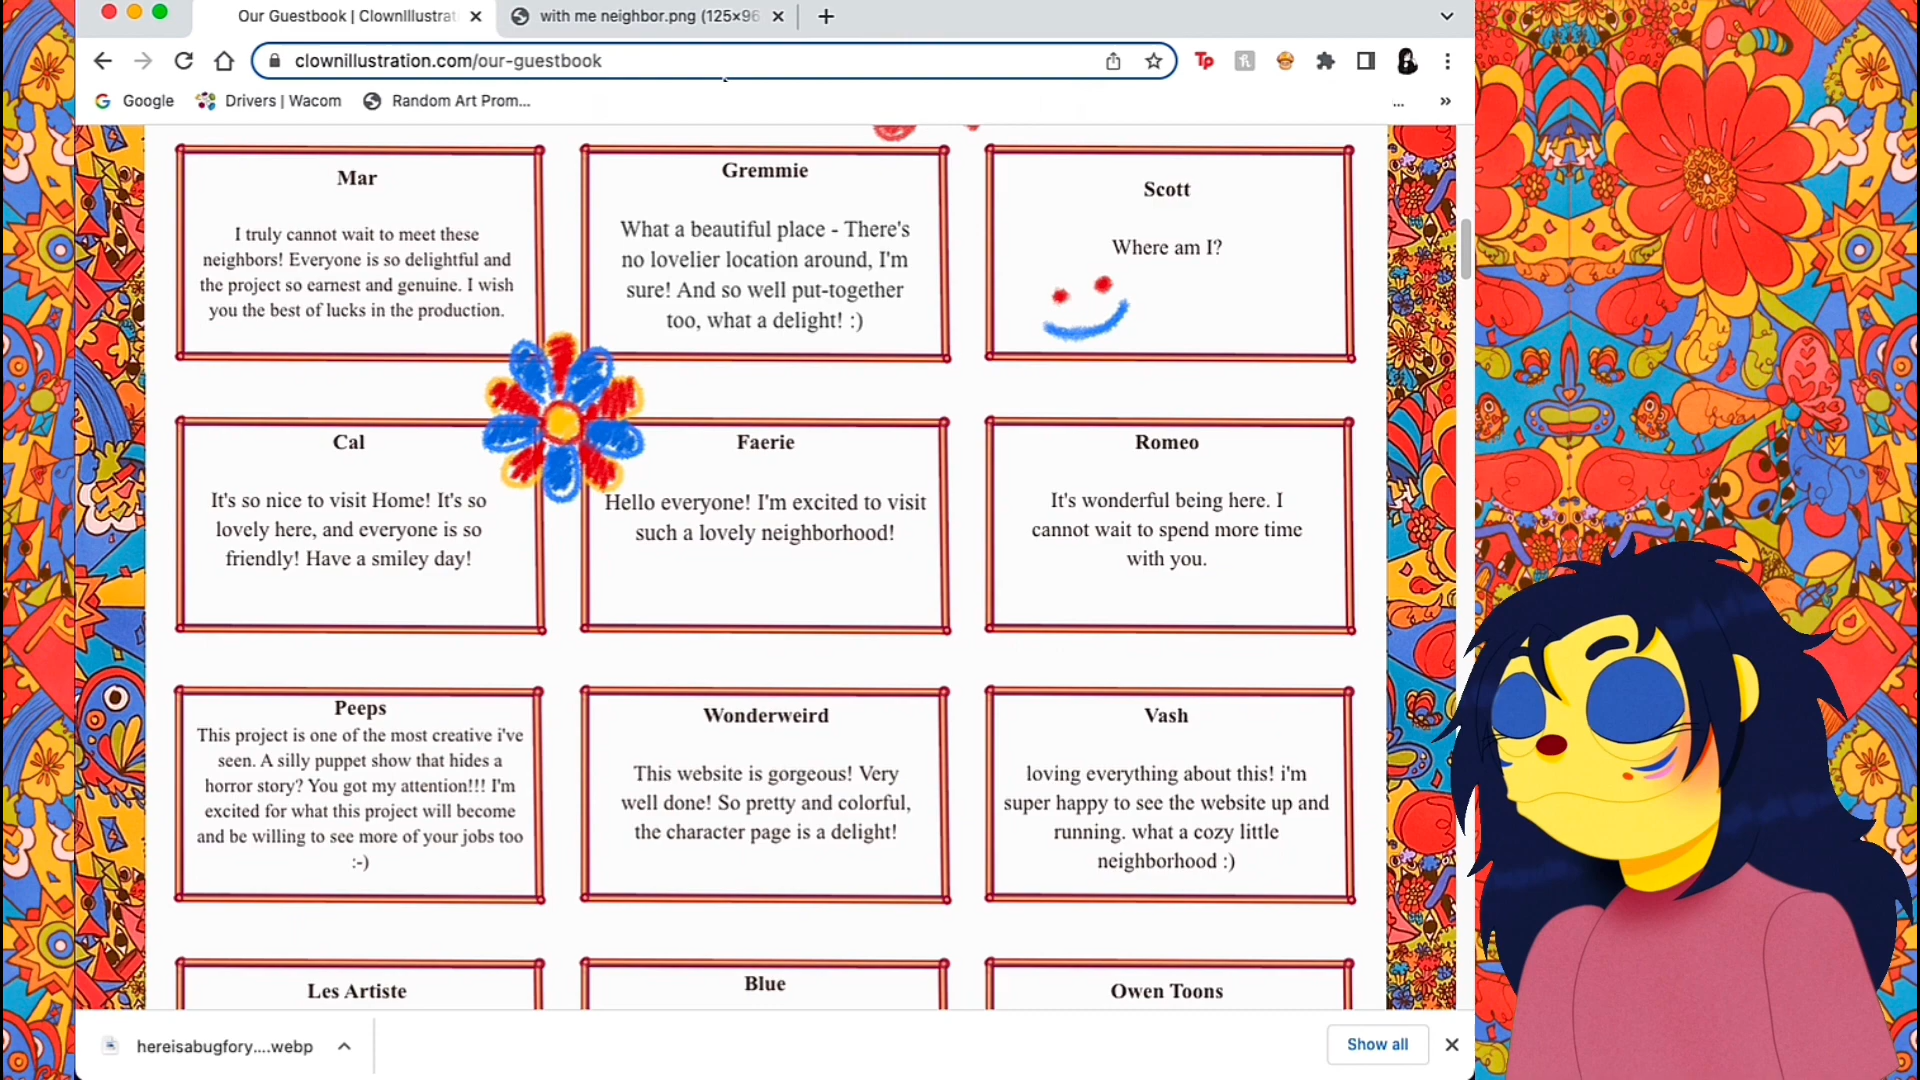 Our Guestbook | ClownIllustrat
with me neighbor.png (125×96
clownillustration.com/our-guestbook
Tp
Google
Drivers | Wacom
Random Art Prom...
...
»
Mar
I truly cannot wait to meet these
neighbors! Everyone is so delightful and
the project so earnest and genuine. I wish
you the best of lucks in the production.
Gremmie
What a beautiful place - There's
no lovelier location around, I'm
sure! And so well put-together
too, what a delight! :)
Scott
Where am I?
Cal
It's so nice to visit Home! It's so
lovely here, and everyone is so
friendly! Have a smiley day!
Faerie
Hello everyone! I'm excited to visit
such a lovely neighborhood!
Romeo
It's wonderful being here. I
cannot wait to spend more time
with you.
Peeps
This project is one of the most creative i've
seen. A silly puppet show that hides a
horror story? You got my attention!!! I'm
excited for what this project will become
and be willing to see more of your jobs too
:-)
Wonderweird
This website is gorgeous! Very
well done! So pretty and colorful,
the character page is a delight!
Vash
loving everything about this! i'm
super happy to see the website up and
running. what a cozy little
neighborhood :)
Les Artiste
Blue
Owen Toons
hereisabugfory....webp
Show all